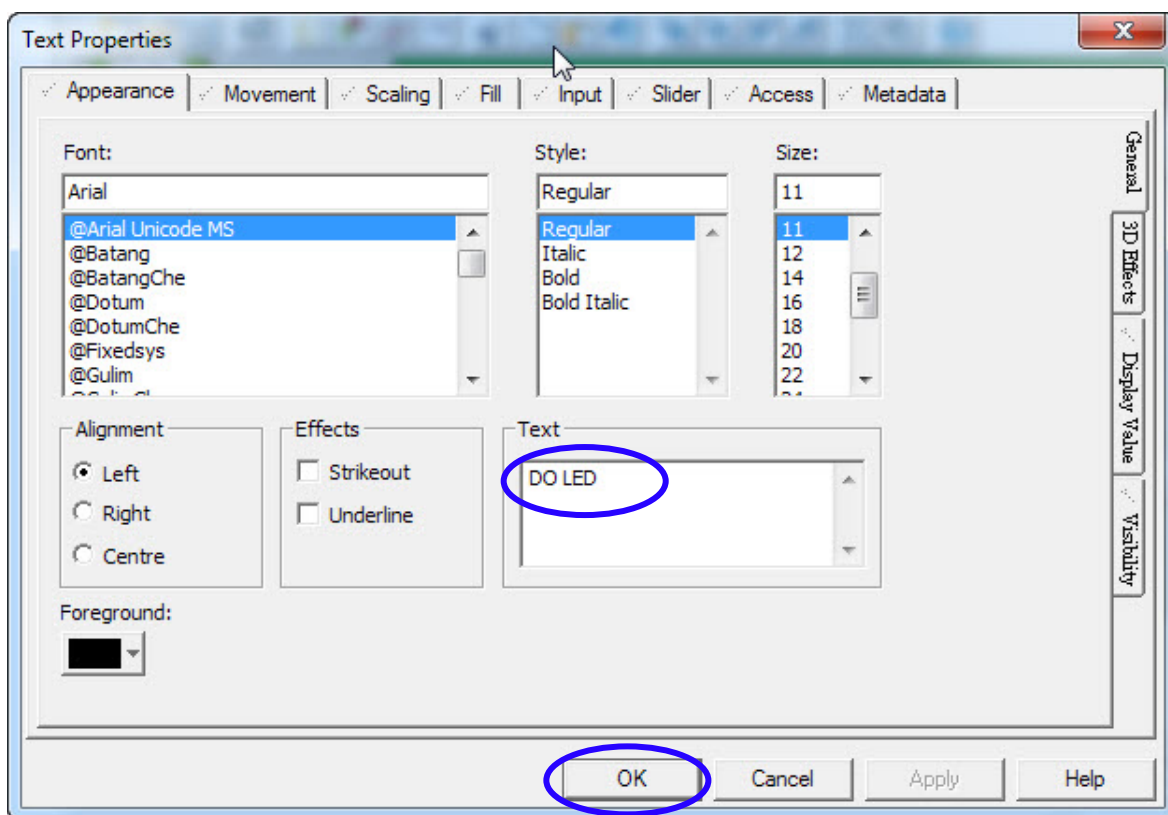 Text Properties
Appearance Movement Scaling Fill Input Slider Access Metadata
General
3D Effects
Display Value
Visibility
Font: Style: Size:
Arial Regular 11
@Arial Unicode MS Regular 11
@Batang Italic 12
@BatangChe Bold 14
@Dotum Bold Italic 16
@DotumChe 18
@Fixedsys 20
@Gulim 22
Alignment Effects Text
Left Strikeout DO LED
Right Underline
Centre
Foreground:
OK Cancel Apply Help